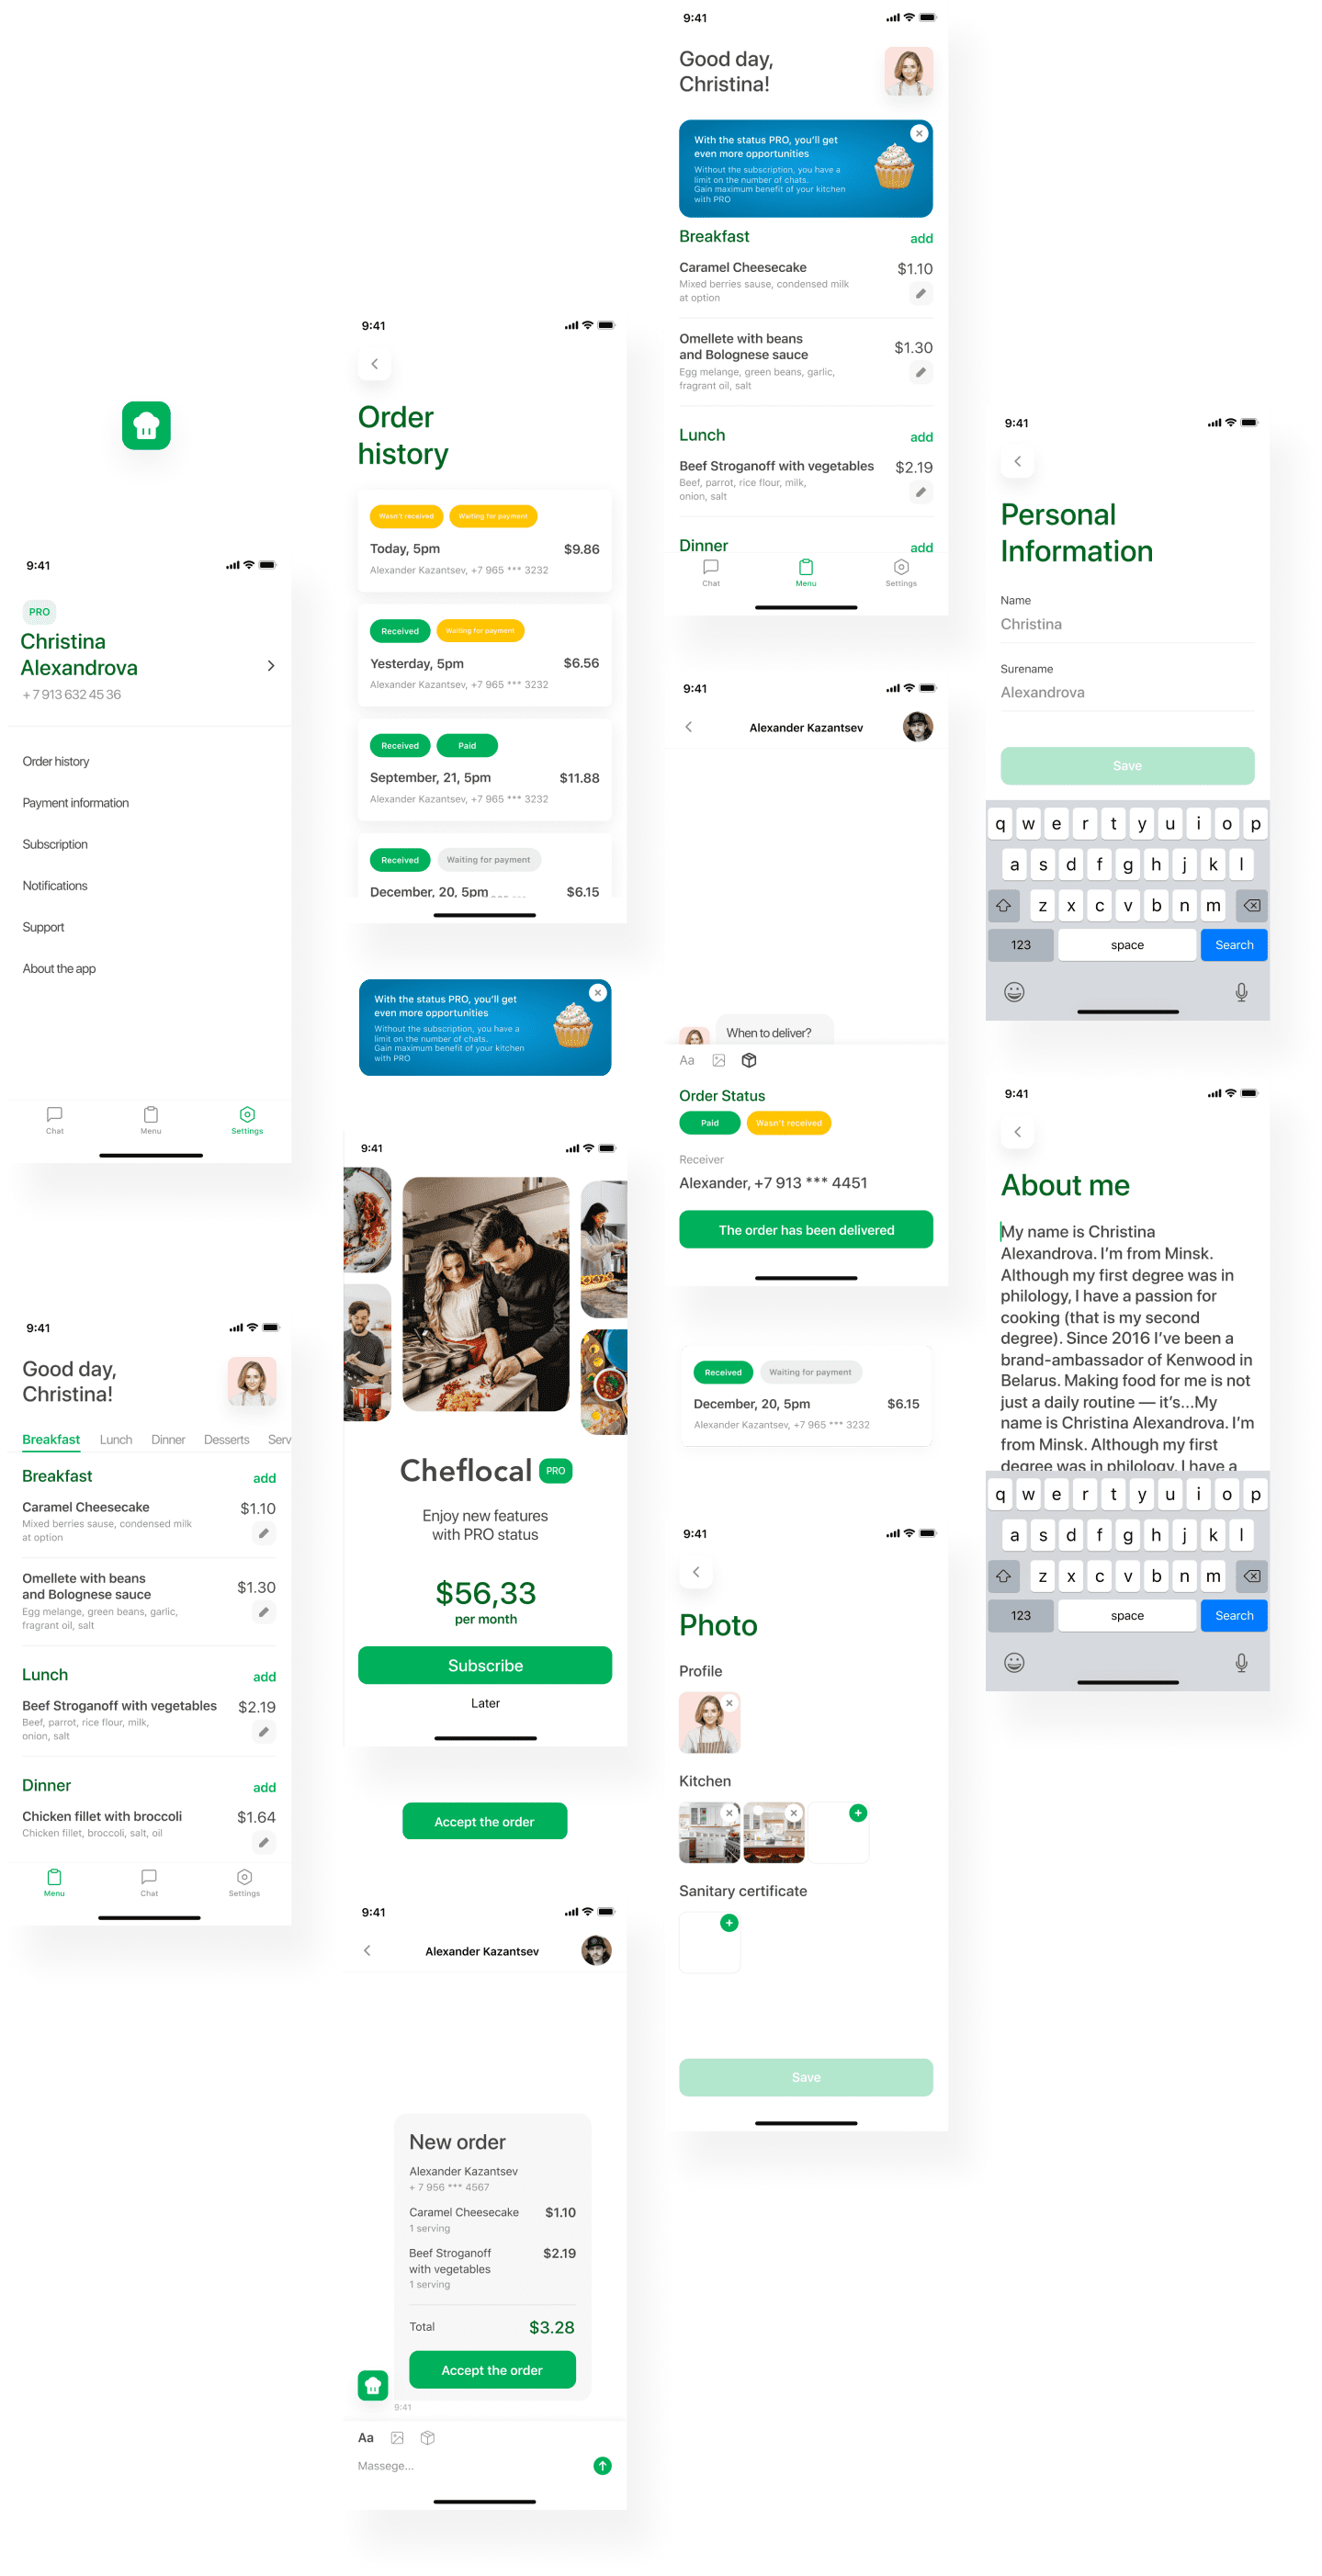 9:41
PRO
Christina
Alexandrova
+ 7 913 632 45 36
Order history
Payment information
Subscription
Notifications
Support
About the app
Chat
Menu
Settings
9:41
Good day,
Christina!
Breakfast Lunch Dinner Desserts Serv
Breakfast add
Caramel Cheesecake $1.10
Mixed berries sause, condensed milk
at option
Omellete with beans
and Bolognese sauce $1.30
Egg melange, green beans, garlic,
fragrant oil, salt
Lunch add
Beef Stroganoff with vegetables $2.19
Beef, parrot, rice flour, milk,
onion, salt
Dinner add
Chicken fillet with broccoli $1.64
Chicken fillet, broccoli, salt, oil
Menu
Chat
Settings
9:41
Order
history
Wasn't received Waiting for payment
Today, 5pm $9.86
Alexander Kazantsev, +7 965 *** 3232
Received Waiting for payment
Yesterday, 5pm $6.56
Alexander Kazantsev, +7 965 *** 3232
Received Paid
September, 21, 5pm $11.88
Alexander Kazantsev, +7 965 *** 3232
Received Waiting for payment
December, 20, 5pm $6.15
With the status PRO, you'll get
even more opportunities
Without the subscription, you have a
limit on the number of chats.
Gain maximum benefit of your kitchen
with PRO
9:41
Cheflocal PRO
Enjoy new features
with PRO status
$56,33
per month
Subscribe
Later
Accept the order
9:41
Alexander Kazantsev
New order
Alexander Kazantsev
+ 7 956 *** 4567
Caramel Cheesecake $1.10
1 serving
Beef Stroganoff $2.19
with vegetables
1 serving
Total $3.28
Accept the order
9:41
Aa
Massege...
9:41
Good day,
Christina!
With the status PRO, you'll get
even more opportunities
Without the subscription, you have a
limit on the number of chats.
Gain maximum benefit of your kitchen
with PRO
Breakfast add
Caramel Cheesecake $1.10
Mixed berries sause, condensed milk
at option
Omellete with beans
and Bolognese sauce $1.30
Egg melange, green beans, garlic,
fragrant oil, salt
Lunch add
Beef Stroganoff with vegetables $2.19
Beef, parrot, rice flour, milk,
onion, salt
Dinner add
Chat
Menu
Settings
9:41
Alexander Kazantsev
When to deliver?
Aa
Order Status
Paid Wasn't received
Receiver
Alexander, +7 913 *** 4451
The order has been delivered
Received Waiting for payment
December, 20, 5pm $6.15
Alexander Kazantsev, +7 965 *** 3232
9:41
Photo
Profile
Kitchen
Sanitary certificate
Save
9:41
Personal
Information
Name
Christina
Surename
Alexandrova
Save
q w e r t y u i o p
a s d f g h j k l
z x c v b n m
123 space Search
9:41
About me
My name is Christina
Alexandrova. I'm from Minsk.
Although my first degree was in
philology, I have a passion for
cooking (that is my second
degree). Since 2016 I've been a
brand-ambassador of Kenwood in
Belarus. Making food for me is not
just a daily routine — it's...My
name is Christina Alexandrova. I'm
from Minsk. Although my first
degree was in philology, I have a
q w e r t y u i o p
a s d f g h j k l
z x c v b n m
123 space Search